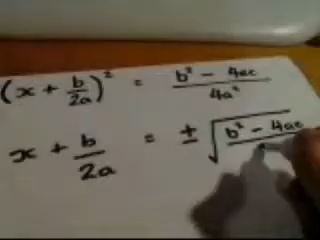 (x + b/2a)² = b² - 4ac / 4a²
x + b/2a = ± √ b² - 4ac